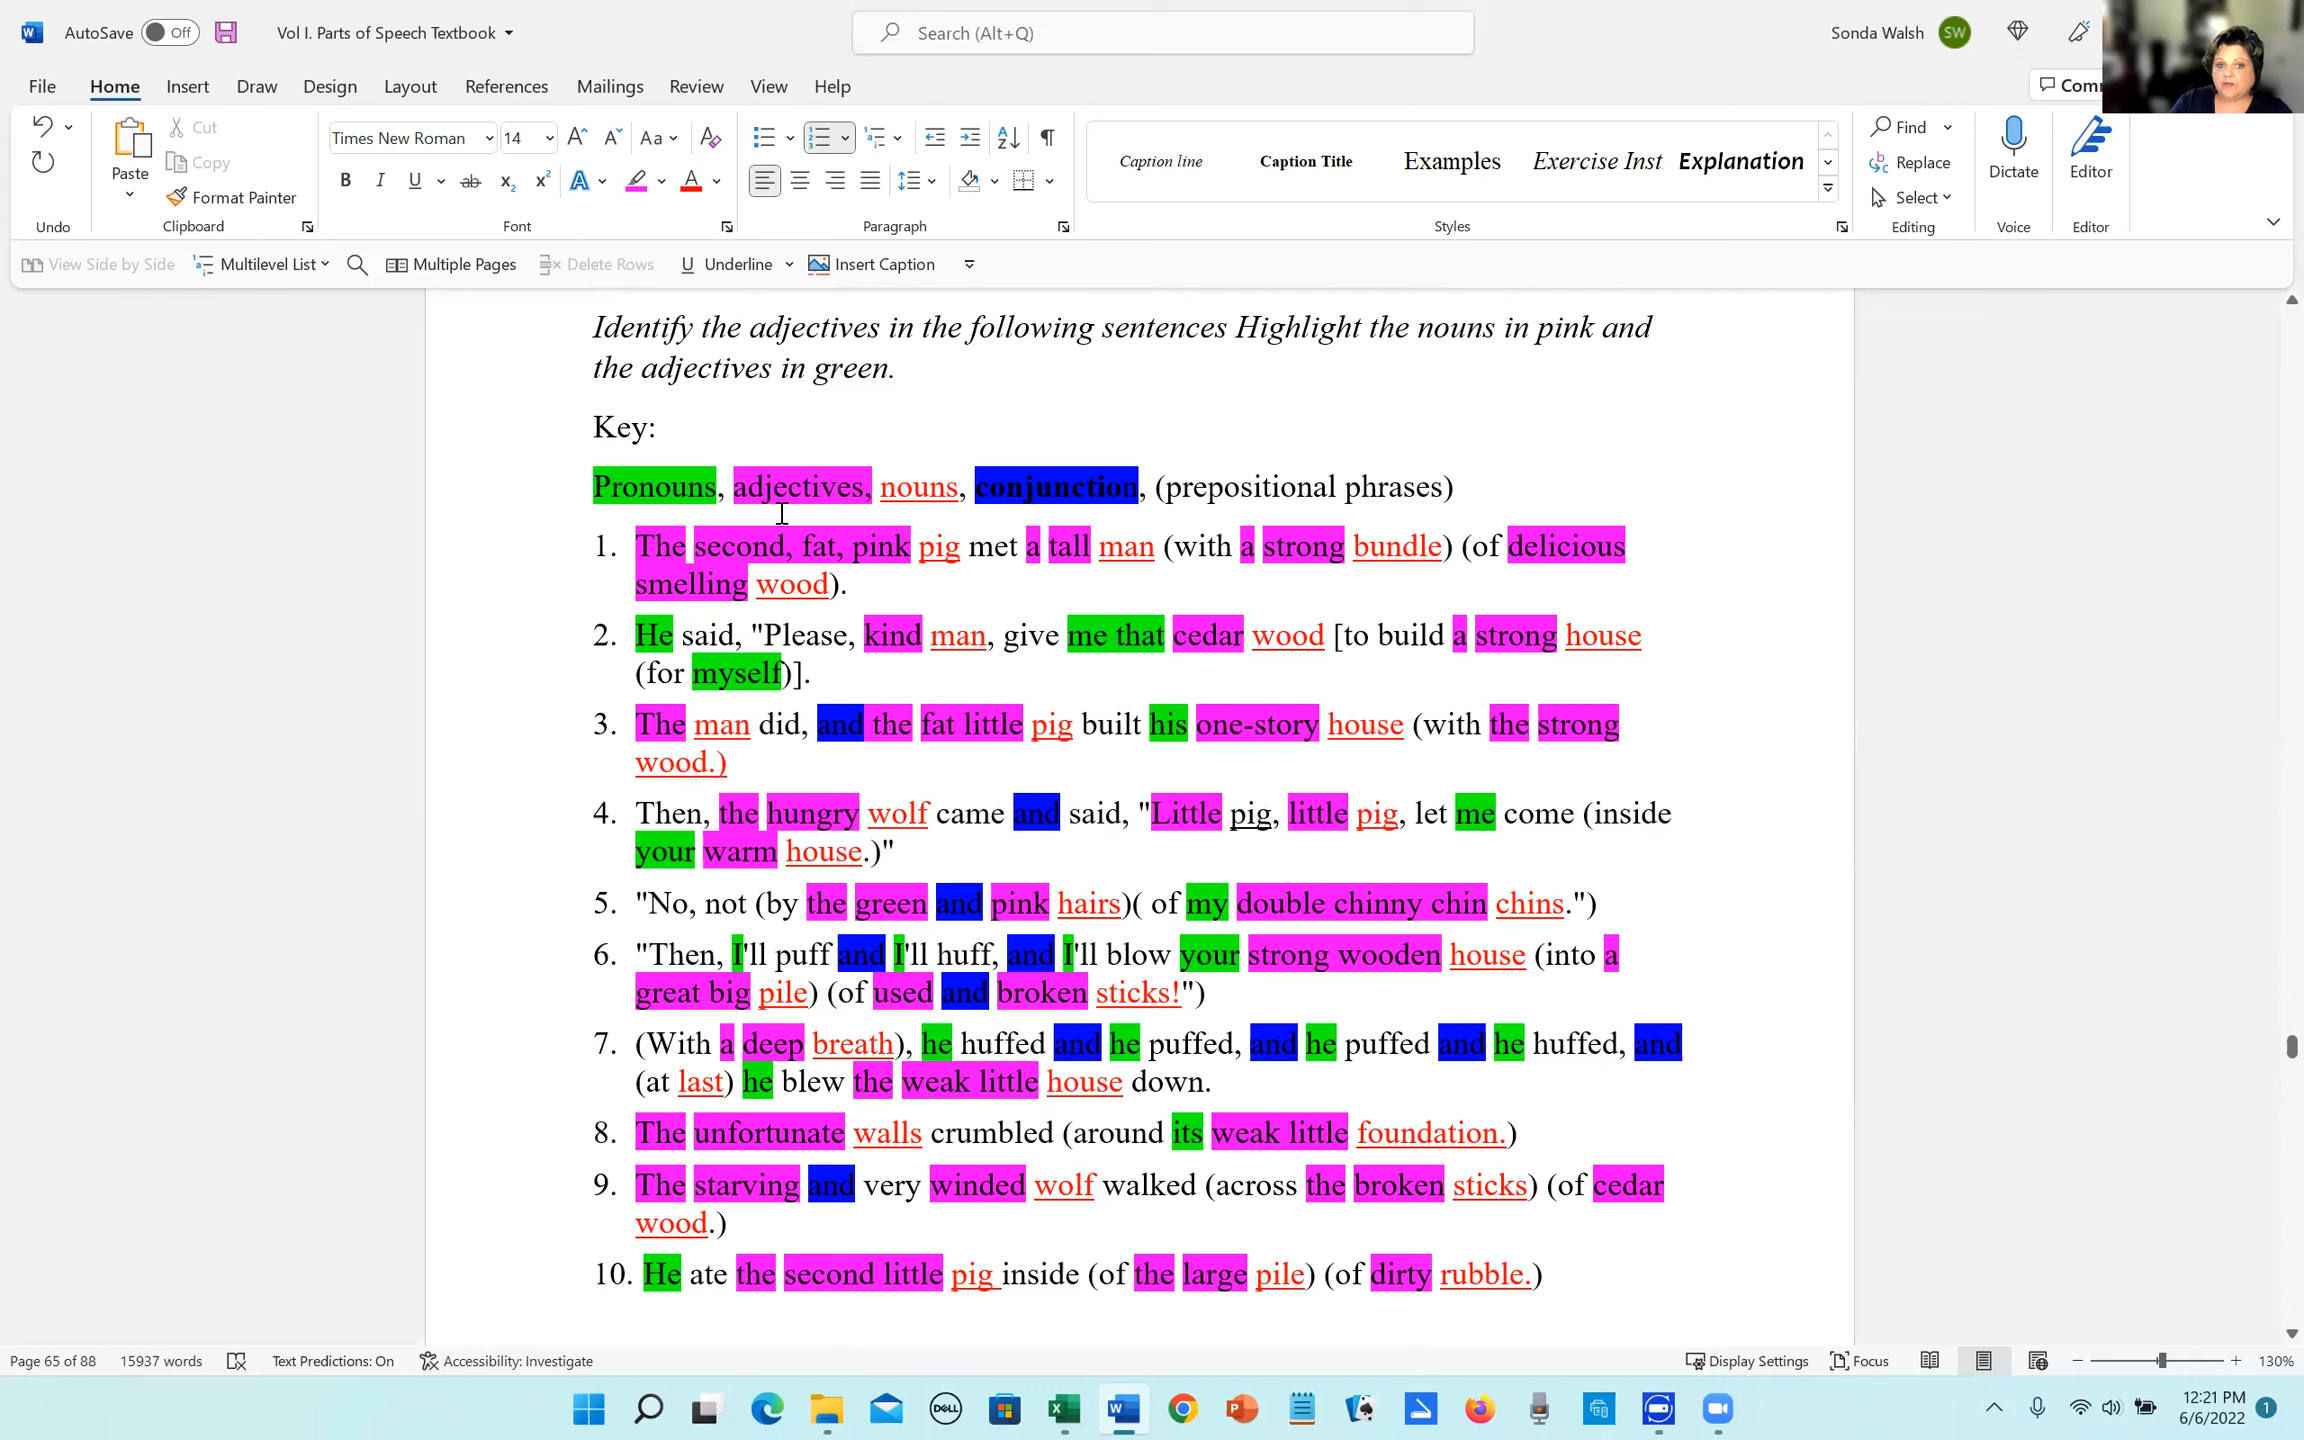 AutoSave Off Vol I. Parts of Speech Textbook Search (Alt+Q) Sonda Walsh SW
File Home Insert Draw Design Layout References Mailings Review View Help
Undo
Paste Cut Copy Format Painter
Clipboard
Times New Roman 14
Font
Paragraph
Caption line Caption Title Examples Exercise Inst Explanation
Styles
Find
Replace
Select
Editing
Dictate
Voice
Editor
Editor
View Side by Side Multilevel List Multiple Pages Delete Rows Underline Insert Caption
Identify the adjectives in the following sentences Highlight the nouns in pink and
the adjectives in green.
Key:
Pronouns, adjectives, nouns, conjunction, (prepositional phrases)
1. The second, fat, pink pig met a tall man (with a strong bundle) (of delicious
smelling wood).
2. He said, "Please, kind man, give me that cedar wood [to build a strong house
(for myself)].
3. The man did, and the fat little pig built his one-story house (with the strong
wood.)
4. Then, the hungry wolf came and said, "Little pig, little pig, let me come (inside
your warm house.)"
5. "No, not (by the green and pink hairs)( of my double chinny chin chins.")
6. "Then, I'll puff and I'll huff, and I'll blow your strong wooden house (into a
great big pile) (of used and broken sticks!")
7. (With a deep breath), he huffed and he puffed, and he puffed and he huffed, and
(at last) he blew the weak little house down.
8. The unfortunate walls crumbled (around its weak little foundation.)
9. The starving and very winded wolf walked (across the broken sticks) (of cedar
wood.)
10. He ate the second little pig inside (of the large pile) (of dirty rubble.)
Page 65 of 88 15937 words Text Predictions: On Accessibility: Investigate Display Settings Focus 130%
DELL
12:21 PM
6/6/2022 1